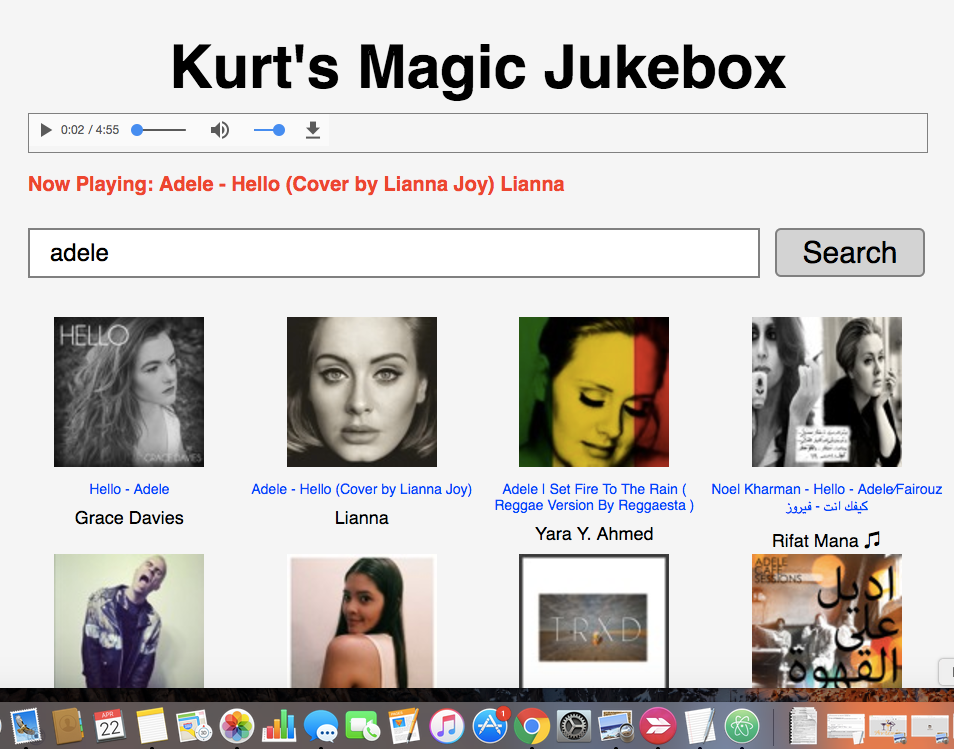 Kurt's Magic Jukebox
0:02 / 4:55
Now Playing: Adele - Hello (Cover by Lianna Joy) Lianna
adele
Search
HELLO
GRACE DAVIES
Hello - Adele
Adele - Hello (Cover by Lianna Joy)
Adele | Set Fire To The Rain (
Reggae Version By Reggaesta )
Noel Kharman - Hello - Adele⁄Fairouz
كيفك انت - فيروز
Grace Davies
Lianna
Yara Y. Ahmed
Rifat Mana 🎵
TRXD
ADELE
CAFE
SESSIONS
اديل
على
القهوة
APR
22
1